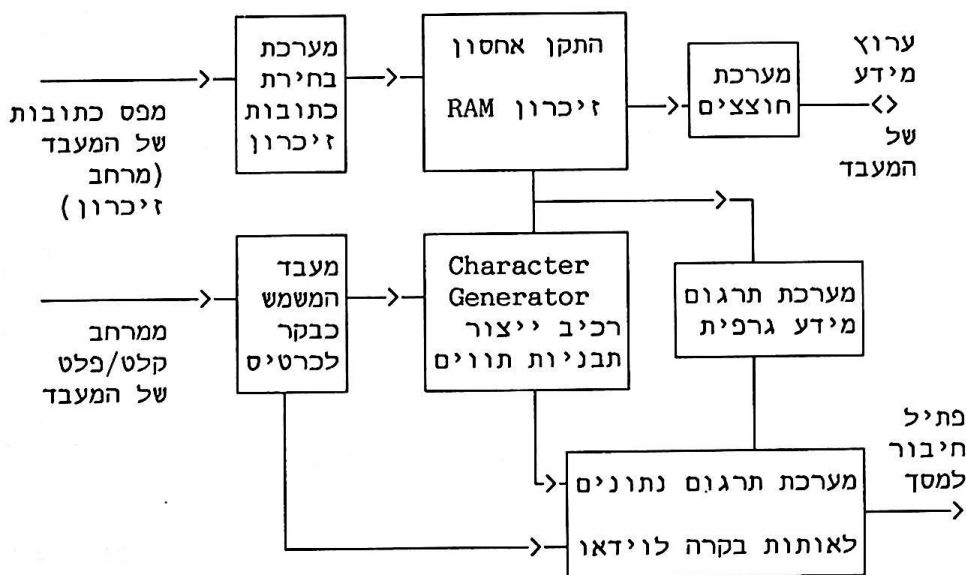 מפס כתובות
של המעבד
(מרחב
זיכרון)
מערכת
בחירת
כתובות
זיכרון
התקן אחסון
זיכרון RAM
מערכת
חוצצים
ערוץ
מידע
של
המעבד
ממרחב
קלט/פלט
של המעבד
מעבד
המשמש
כבקר
לכרטיס
Character
Generator
רכיב ייצור
תבניות תווים
מערכת תרגום
מידע גרפית
מערכת תרגום נתונים
לאותות בקרה לוידאו
פתיל
חיבור
למסך